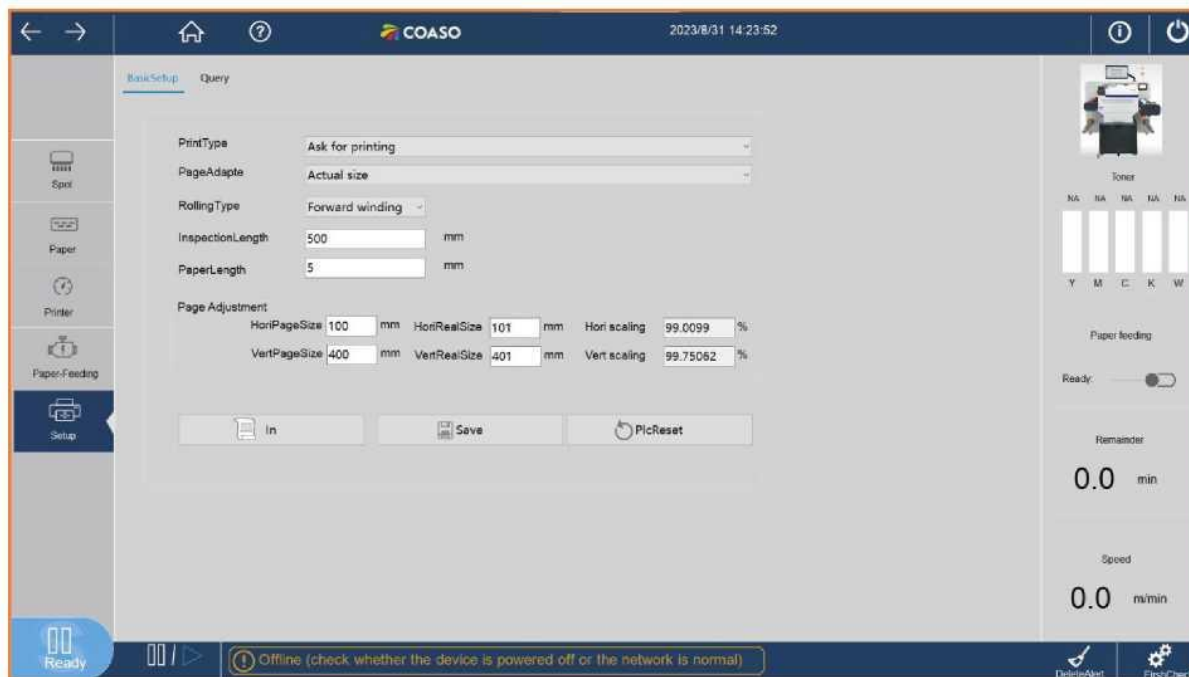 COASO 2023/8/31 14:23:52
BasicSetup Query
Spot
Paper
Printer
Paper-Feeding
Setup
PrintType Ask for printing
PageAdapte Actual size
RollingType Forward winding
InspectionLength 500 mm
PaperLength 5 mm
Page Adjustment
HoriPageSize 100 mm HoriRealSize 101 mm Hori scaling 99.0099 %
VertPageSize 400 mm VertRealSize 401 mm Vert scaling 99.75062 %
In Save PlcReset
Toner
NA NA NA NA NA
Y M C K W
Paper feeding
Ready:
Remainder
0.0 min
Speed
0.0 m/min
Ready
Offline (check whether the device is powered off or the network is normal)
DeleteAlert